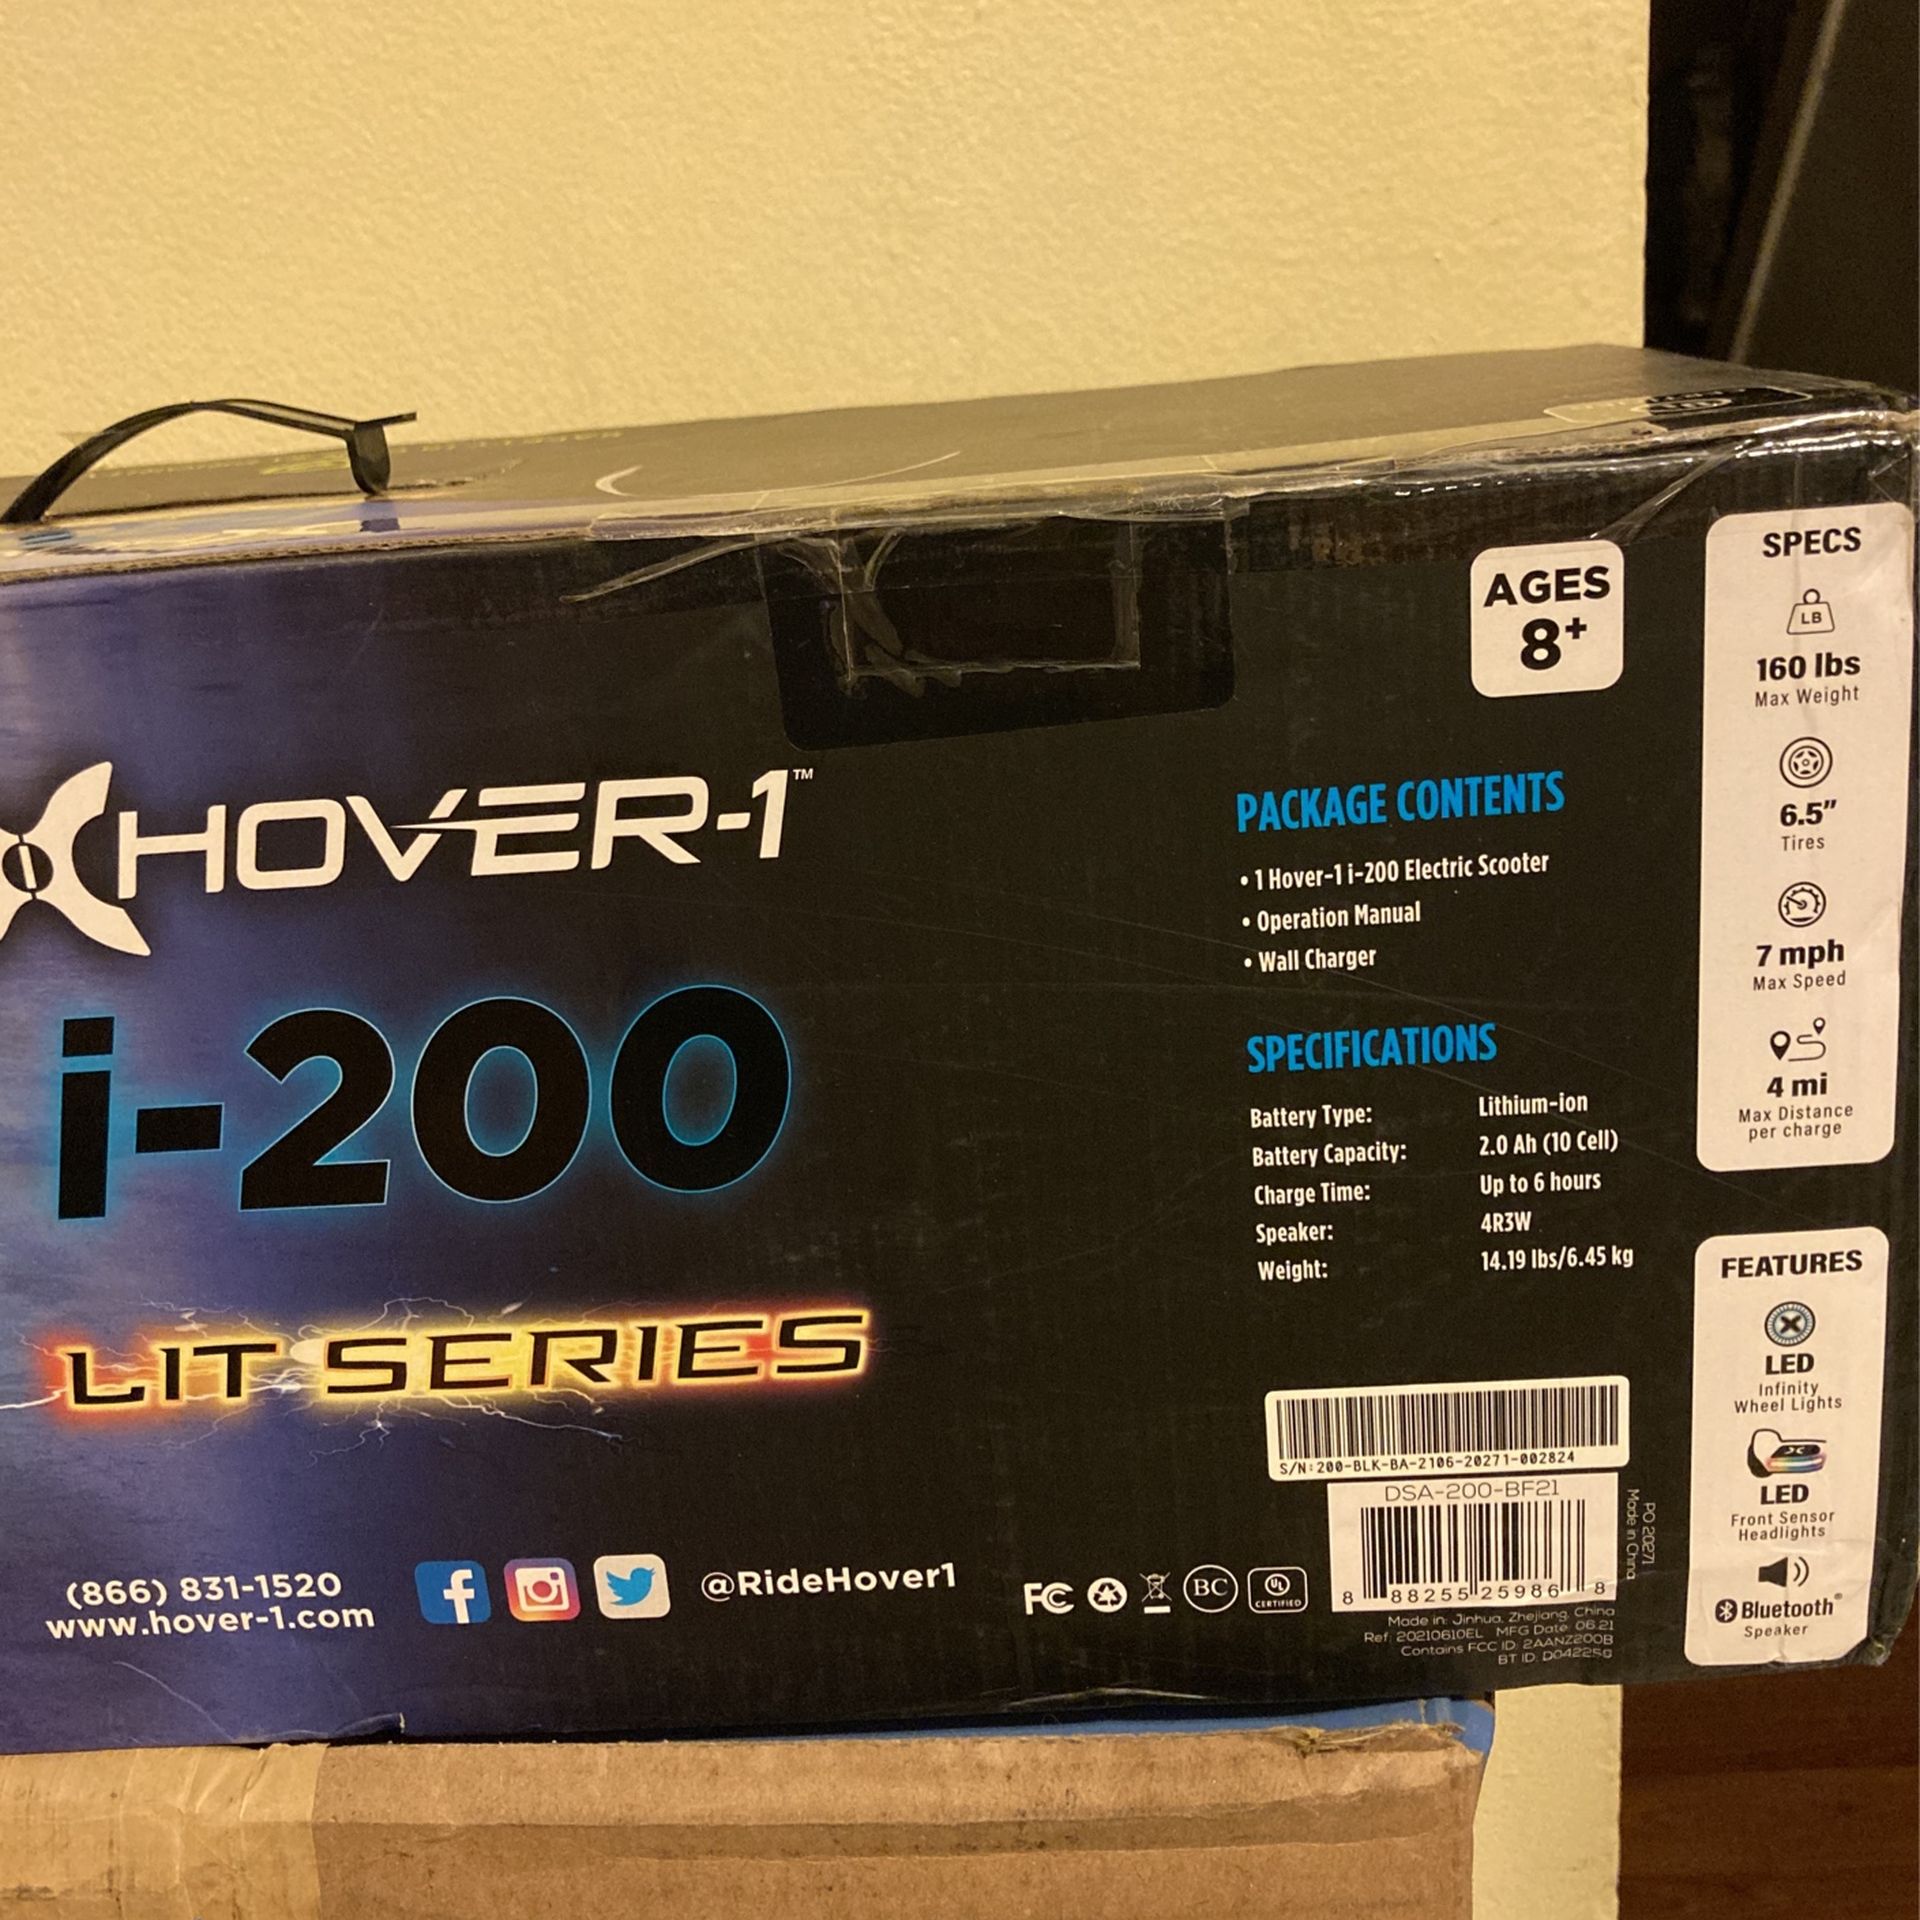 HOVER-1™
i-200
LIT SERIES
(866) 831-1520
www.hover-1.com
@RideHover1
AGES
8+
PACKAGE CONTENTS
• 1 Hover-1 i-200 Electric Scooter
• Operation Manual
• Wall Charger
SPECIFICATIONS
Battery Type: Lithium-ion
Battery Capacity: 2.0 Ah (10 Cell)
Charge Time: Up to 6 hours
Speaker: 4R3W
Weight: 14.19 lbs/6.45 kg
S/N:200-BLK-BA-2106-20271-002824
DSA-200-BF21
8 88255 25986 8
PO 20271
Made in China
FC
BC
UL
CERTIFIED
Made in: Jinhua, Zhejiang, China
Ref: 20210610EL MFG Date: 06.21
Contains FCC ID: 2AANZ200B
BT ID: D042259
SPECS
LB
160 lbs
Max Weight
6.5"
Tires
7 mph
Max Speed
4 mi
Max Distance
per charge
FEATURES
LED
Infinity
Wheel Lights
LED
Front Sensor
Headlights
Bluetooth®
Speaker